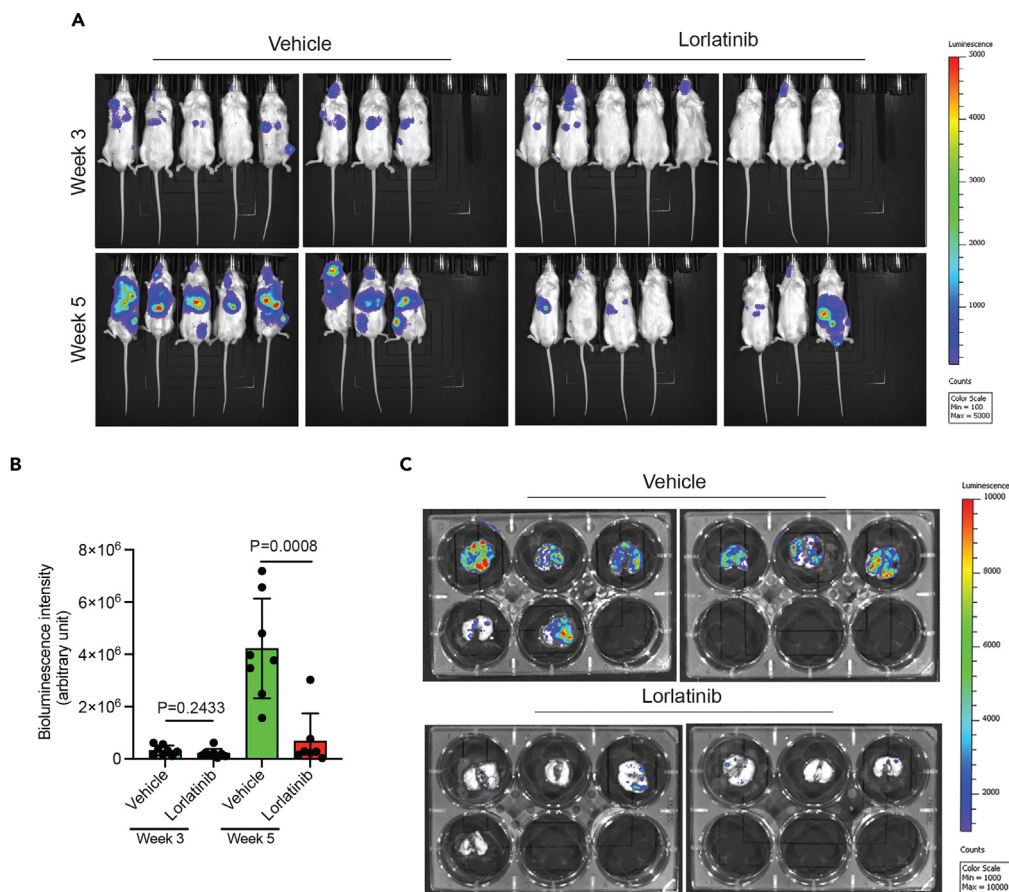 A
Vehicle
Lorlatinib
Week 3
Week 5
Luminescence
5000
4000
3000
2000
1000
Counts
Color Scale
Min = 100
Max = 5000
B
Bioluminescence intensity
(arbitrary unit)
8×10⁶
6×10⁶
4×10⁶
2×10⁶
0
P=0.0008
P=0.2433
Vehicle
Lorlatinib
Vehicle
Lorlatinib
Week 3
Week 5
C
Vehicle
Lorlatinib
Luminescence
10000
8000
6000
4000
2000
Counts
Color Scale
Min = 1000
Max = 10000